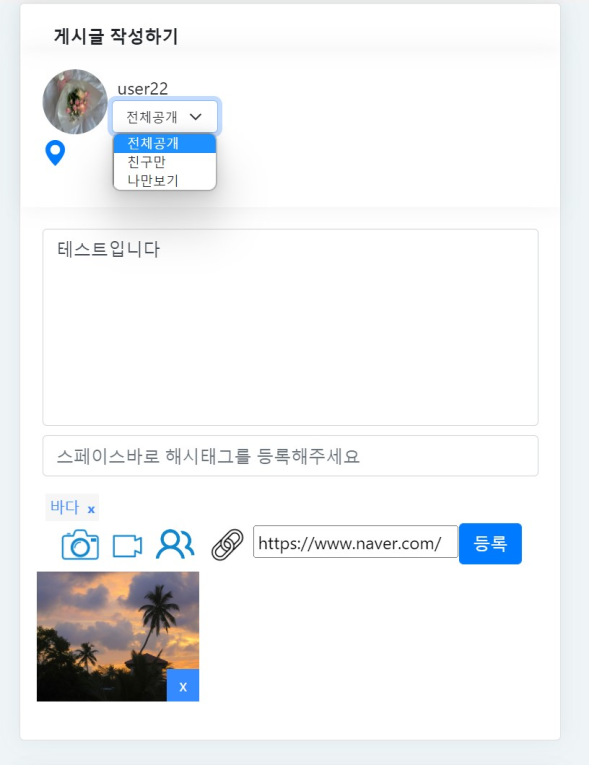 게시글 작성하기
user22
전체공개
전체공개
친구만
나만보기
테스트입니다
스페이스바로 해시태그를 등록해주세요
바다 x
https://www.naver.com/ 등록
x